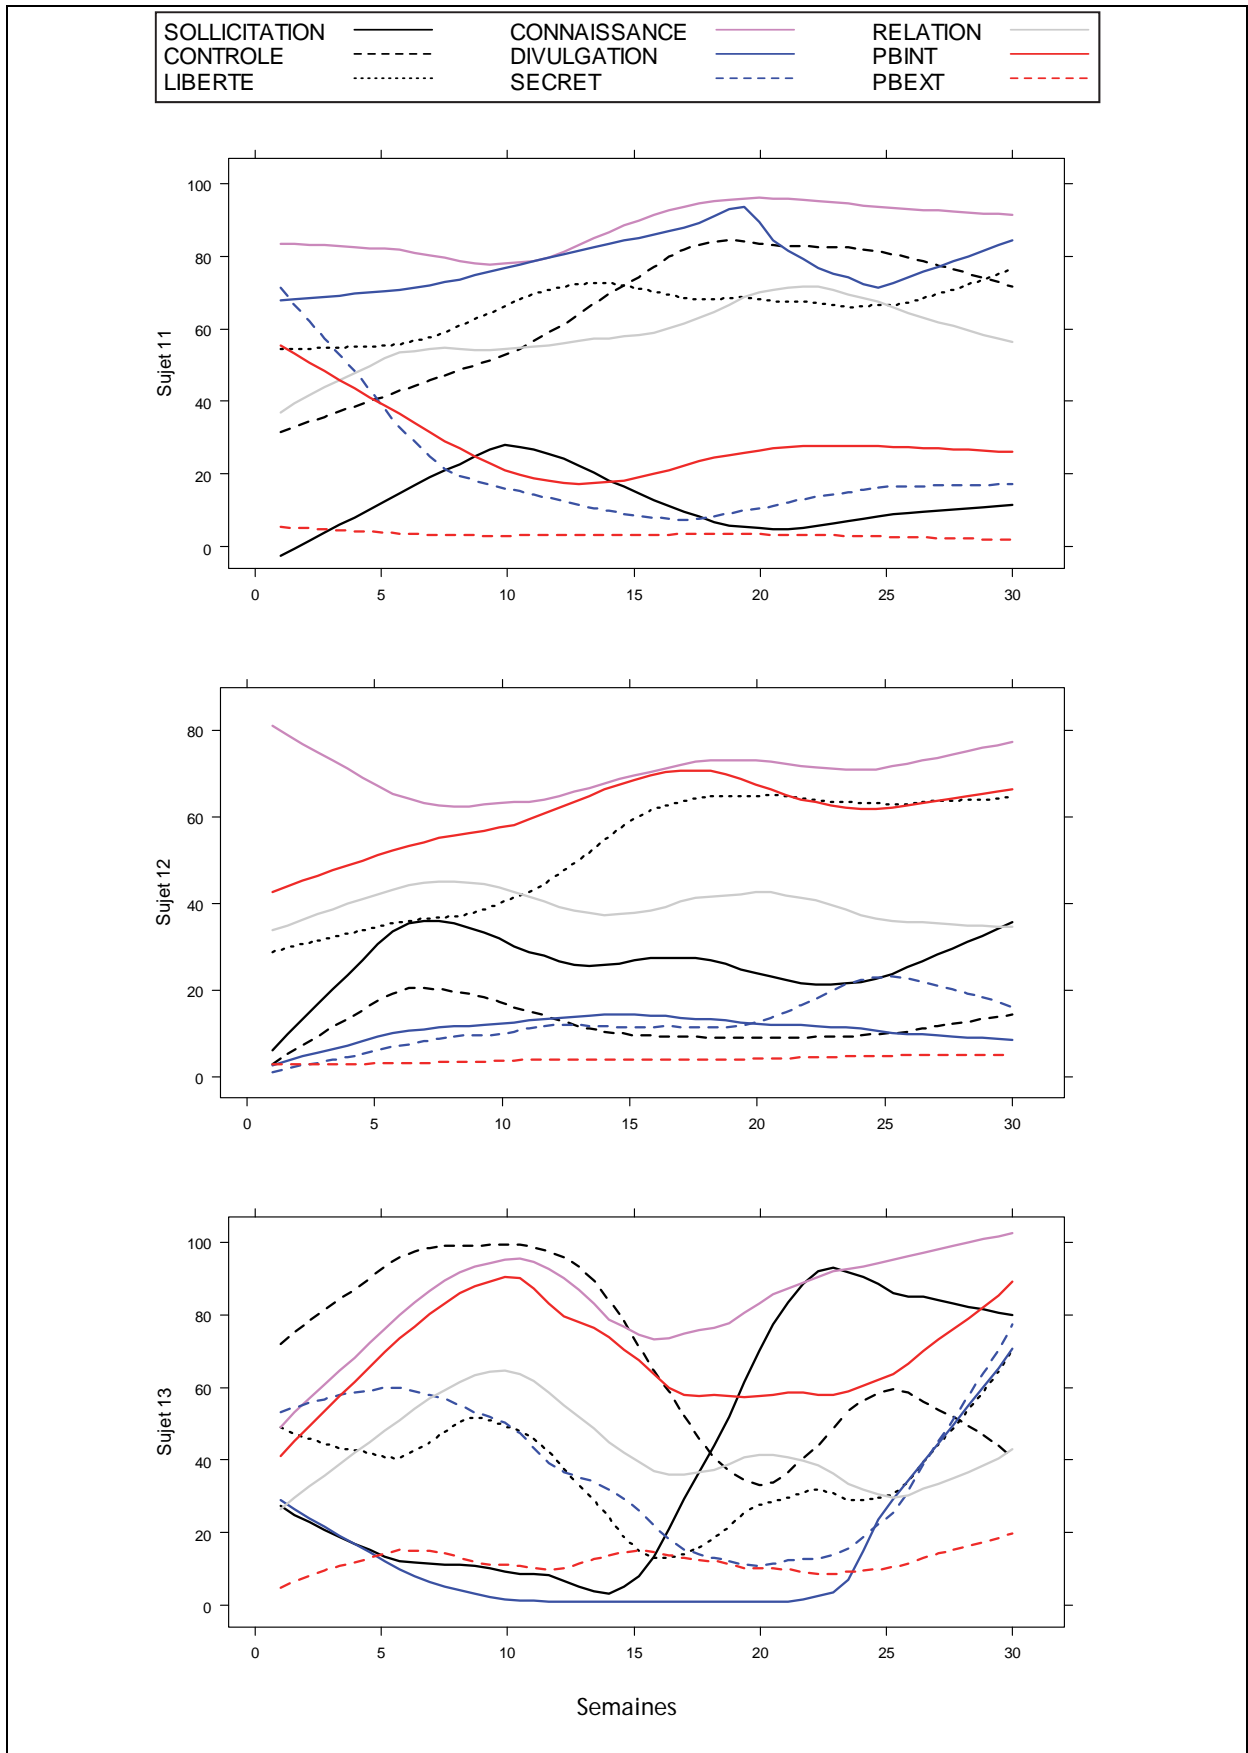 SOLLICITATION CONNAISSANCE RELATION
CONTROLE DIVULGATION PBINT
LIBERTE SECRET PBEXT
100
80
60
40
20
0
Sujet 11
0 5 10 15 20 25 30
80
60
40
20
0
Sujet 12
0 5 10 15 20 25 30
100
80
60
40
20
0
Sujet 13
0 5 10 15 20 25 30
Semaines